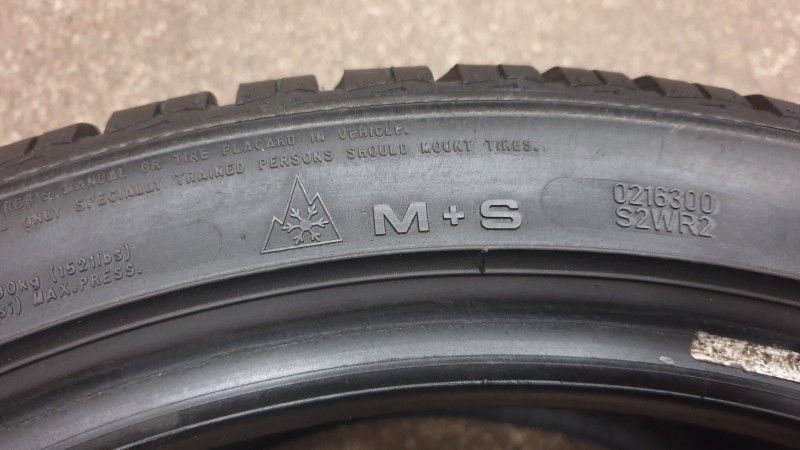 MANUAL OR TIRE PLACARD IN VEHICLE.
ONLY SPECIALLY TRAINED PERSONS SHOULD MOUNT TIRES.
M+S
0216300
S2WR2
(1521lbs)
MAX.PRESS.